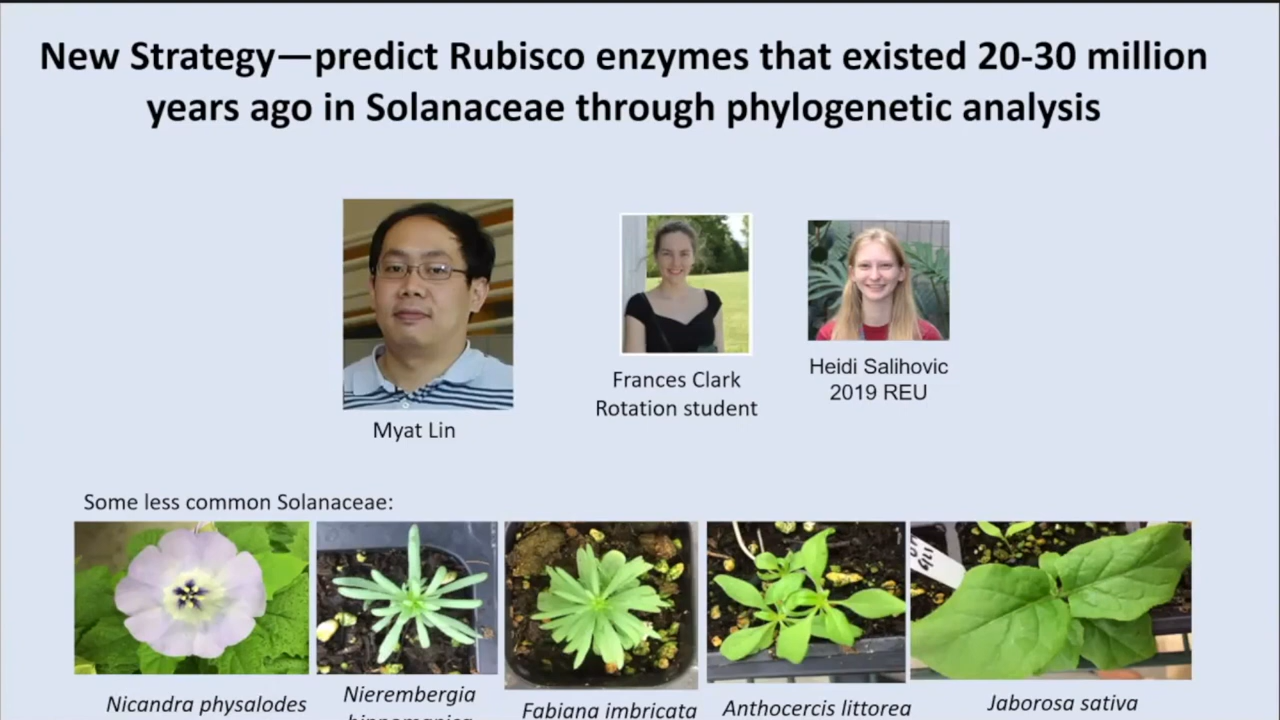 New Strategy—predict Rubisco enzymes that existed 20-30 million
years ago in Solanaceae through phylogenetic analysis
Myat Lin
Frances Clark
Rotation student
Heidi Salihovic
2019 REU
Some less common Solanaceae:
Nicandra physalodes
Nierembergia
Fabiana imbricata
Anthocercis littorea
Jaborosa sativa